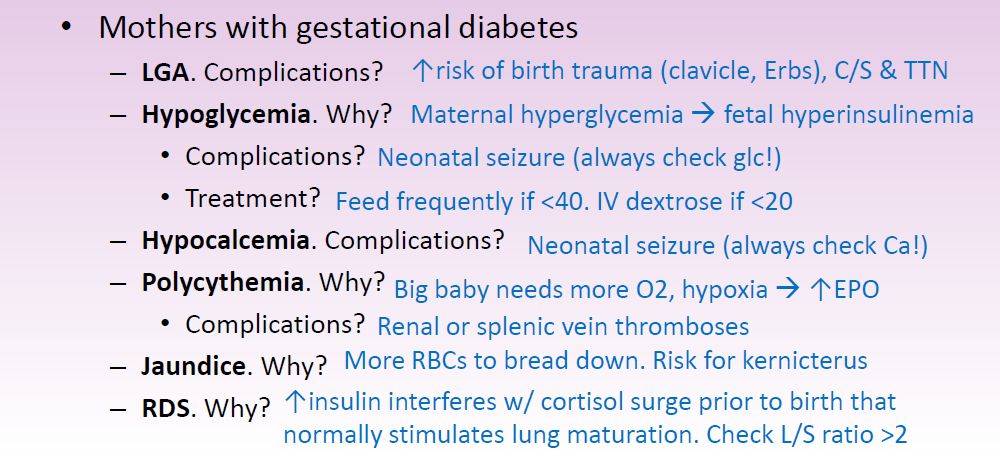 • Mothers with gestational diabetes
– LGA. Complications? ↑risk of birth trauma (clavicle, Erbs), C/S & TTN
– Hypoglycemia. Why? Maternal hyperglycemia → fetal hyperinsulinemia
• Complications? Neonatal seizure (always check glc!)
• Treatment? Feed frequently if <40. IV dextrose if <20
– Hypocalcemia. Complications? Neonatal seizure (always check Ca!)
– Polycythemia. Why? Big baby needs more O2, hypoxia → ↑EPO
• Complications? Renal or splenic vein thromboses
– Jaundice. Why? More RBCs to bread down. Risk for kernicterus
– RDS. Why? ↑insulin interferes w/ cortisol surge prior to birth that
normally stimulates lung maturation. Check L/S ratio >2